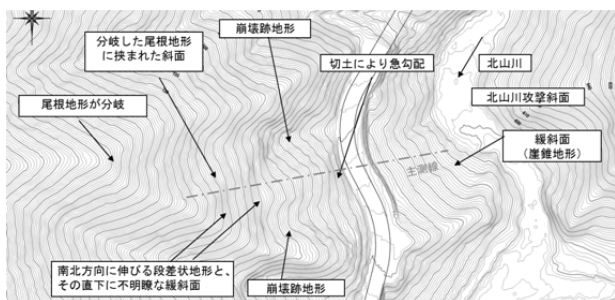 崩壊跡地形
分岐した尾根地形
に挟まれた斜面
切土により急勾配
北山川
北山川攻撃斜面
尾根地形が分岐
緩斜面
(崖錐地形)
主測線
南北方向に伸びる段差状地形と、
その直下に不明瞭な緩斜面
崩壊跡地形